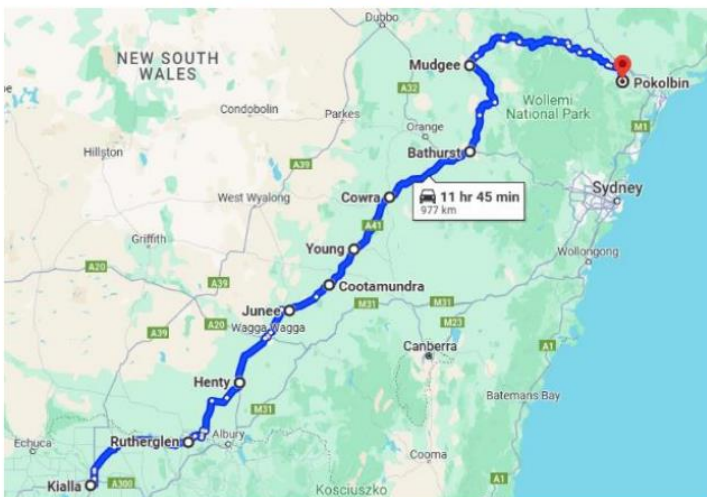 Dubbo
NEW SOUTH
WALES
Mudgee
Pokolbin
A32
Condobolin
Parkes
Wollemi
National Park
M1
Orange
Hillston
Bathurst
A39
11 hr 45 min
977 km
Cowra
Sydney
West Wyalong
A41
Griffith
Young
Wollongong
A20
Cootamundra
A39
Junee
M31
M31
A20
Wagga Wagga
M23
Canberra
A1
Henty
M31
Batemans Bay
Echuca
Rutherglen
Albury
Cooma
Kialla
A300
Kosciuszko
A1